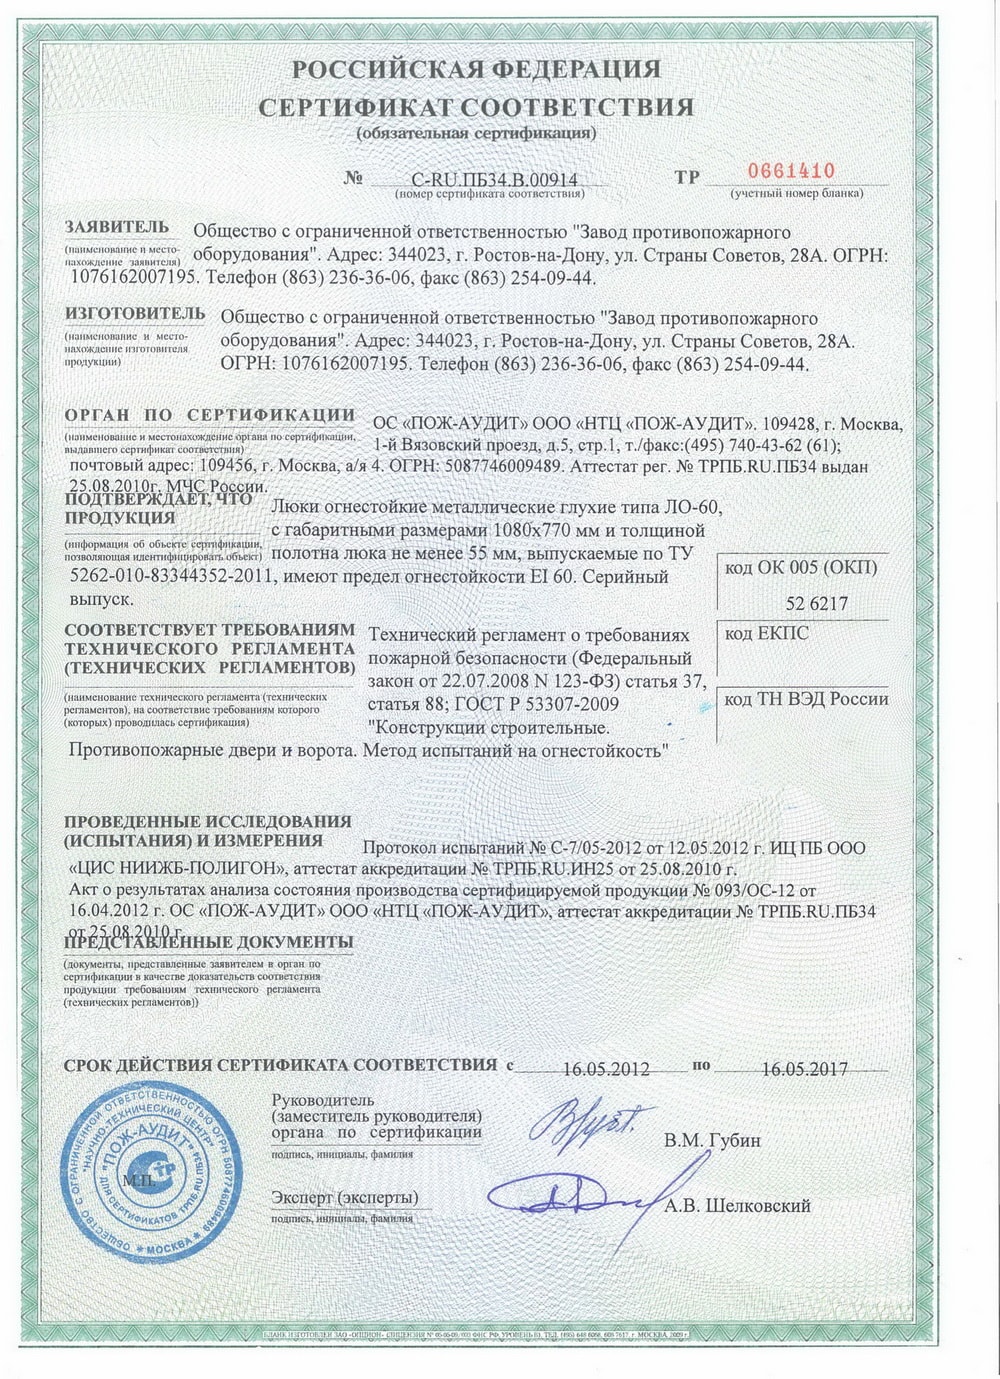 РОССИЙСКАЯ ФЕДЕРАЦИЯ
СЕРТИФИКАТ СООТВЕТСТВИЯ
(обязательная сертификация)
№ C-RU.ПБ34.В.00914 ТР 0661410
(номер сертификата соответствия) (учетный номер бланка)
ЗАЯВИТЕЛЬ Общество с ограниченной ответственностью "Завод противопожарного
(наименование и место-
нахождение заявителя) оборудования". Адрес: 344023, г. Ростов-на-Дону, ул. Страны Советов, 28А. ОГРН:
1076162007195. Телефон (863) 236-36-06, факс (863) 254-09-44.
ИЗГОТОВИТЕЛЬ Общество с ограниченной ответственностью "Завод противопожарного
(наименование и место- оборудования". Адрес: 344023, г. Ростов-на-Дону, ул. Страны Советов, 28А.
нахождение изготовителя
продукции) ОГРН: 1076162007195. Телефон (863) 236-36-06, факс (863) 254-09-44.
ОРГАН ПО СЕРТИФИКАЦИИ ОС «ПОЖ-АУДИТ» ООО «НТЦ «ПОЖ-АУДИТ». 109428, г. Москва,
(наименование и местонахождение органа по сертификации,
выдавшего сертификат соответствия) 1-й Вязовский проезд, д.5, стр.1, т./факс:(495) 740-43-62 (61);
почтовый адрес: 109456, г. Москва, а/я 4. ОГРН: 5087746009489. Аттестат рег. № ТРПБ.RU.ПБ34 выдан
25.08.2010г. МЧС России.
ПОДТВЕРЖДАЕТ, ЧТО
ПРОДУКЦИЯ
Люки огнестойкие металлические глухие типа ЛО-60,
с габаритными размерами 1080х770 мм и толщиной
(информация об объекте сертификации,
позволяющая идентифицировать объект) полотна люка не менее 55 мм, выпускаемые по ТУ
5262-010-83344352-2011, имеют предел огнестойкости EI 60. Серийный
выпуск.
код ОК 005 (ОКП)
52 6217
код ЕКПС
код ТН ВЭД России
СООТВЕТСТВУЕТ ТРЕБОВАНИЯМ
ТЕХНИЧЕСКОГО РЕГЛАМЕНТА
(ТЕХНИЧЕСКИХ РЕГЛАМЕНТОВ)
(наименование технического регламента (технических
регламентов), на соответствие требованиям которого
(которых) проводилась сертификация)
Технический регламент о требованиях
пожарной безопасности (Федеральный
закон от 22.07.2008 N 123-ФЗ) статья 37,
статья 88; ГОСТ Р 53307-2009
"Конструкции строительные.
Противопожарные двери и ворота. Метод испытаний на огнестойкость"
ПРОВЕДЕННЫЕ ИССЛЕДОВАНИЯ
(ИСПЫТАНИЯ) И ИЗМЕРЕНИЯ Протокол испытаний № С-7/05-2012 от 12.05.2012 г. ИЦ ПБ ООО
«ЦИС НИИЖБ-ПОЛИГОН», аттестат аккредитации № ТРПБ.RU.ИН25 от 25.08.2010 г.
Акт о результатах анализа состояния производства сертифицируемой продукции № 093/ОС-12 от
16.04.2012 г. ОС «ПОЖ-АУДИТ» ООО «НТЦ «ПОЖ-АУДИТ», аттестат аккредитации № ТРПБ.RU.ПБ34
от 25.08.2010 г.
ПРЕДСТАВЛЕННЫЕ ДОКУМЕНТЫ
(документы, представленные заявителем в орган по
сертификации в качестве доказательств соответствия
продукции требованиям технического регламента
(технических регламентов))
СРОК ДЕЙСТВИЯ СЕРТИФИКАТА СООТВЕТСТВИЯ с 16.05.2012 по 16.05.2017
Руководитель
(заместитель руководителя)
органа по сертификации
подпись, инициалы, фамилия
В.М. Губин
Эксперт (эксперты)
подпись, инициалы, фамилия
А.В. Шелковский
М.П.
ОБЩЕСТВО С ОГРАНИЧЕННОЙ ОТВЕТСТВЕННОСТЬЮ ОГРН 5087746009489
* МОСКВА *
"НАУЧНО-ТЕХНИЧЕСКИЙ ЦЕНТР"
"ПОЖ-АУДИТ"
ДЛЯ СЕРТИФИКАТОВ ТРПБ.RU.ПБ34
БЛАНК ИЗГОТОВЛЕН ЗАО «ОПЦИОН»